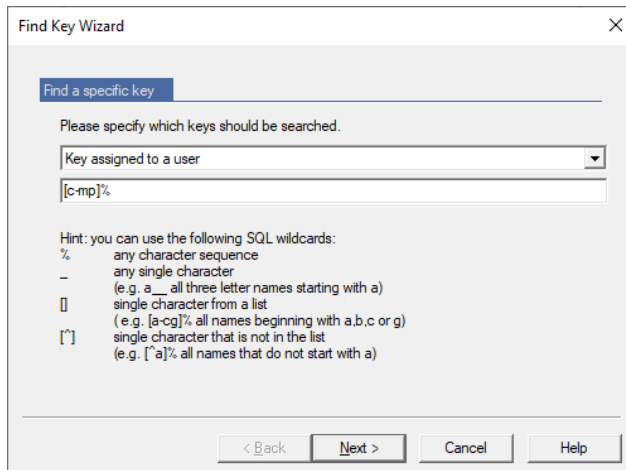 Find Key Wizard
Find a specific key
Please specify which keys should be searched.
Key assigned to a user
[c-mp]%
Hint: you can use the following SQL wildcards:
% any character sequence
_ any single character
(e.g. a__ all three letter names starting with a)
[] single character from a list
( e.g. [a-cg]% all names beginning with a,b,c or g)
[^] single character that is not in the list
(e.g. [^a]% all names that do not start with a)
< Back Next > Cancel Help